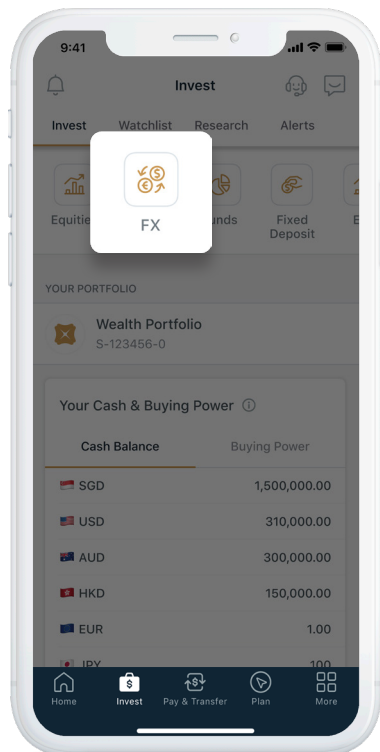 9:41
Invest
Invest Watchlist Research Alerts
Equitie FX unds Fixed Deposit E
YOUR PORTFOLIO
Wealth Portfolio
S-123456-0
Your Cash & Buying Power
Cash Balance Buying Power
SGD 1,500,000.00
USD 310,000.00
AUD 300,000.00
HKD 150,000.00
EUR 1.00
JPY 100
Home Invest Pay & Transfer Plan More